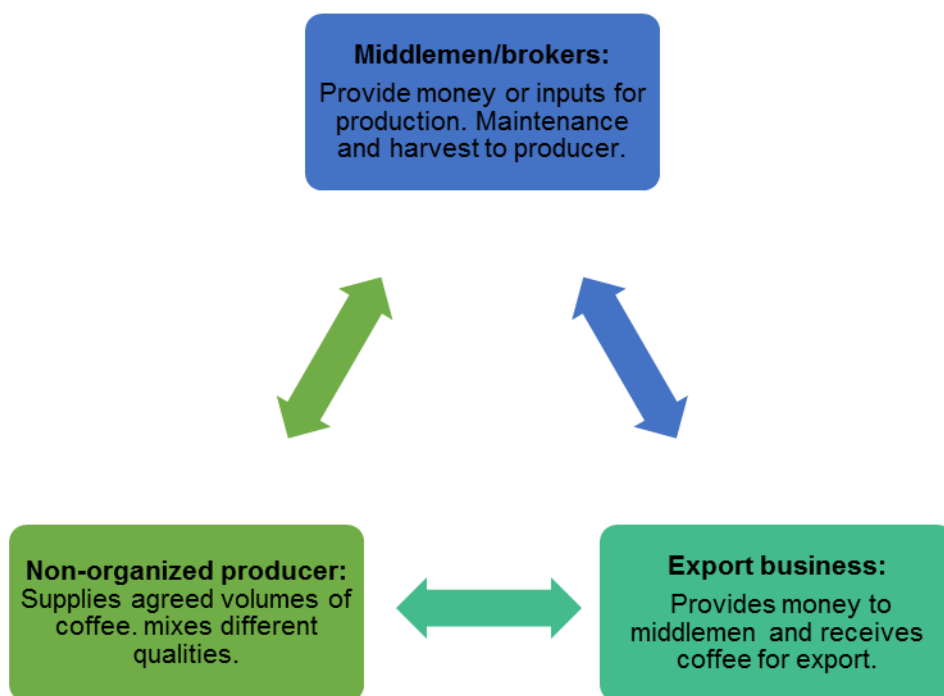 Middlemen/brokers:
Provide money or inputs for
production. Maintenance
and harvest to producer.
Non-organized producer:
Supplies agreed volumes of
coffee. mixes different
qualities.
Export business:
Provides money to
middlemen and receives
coffee for export.